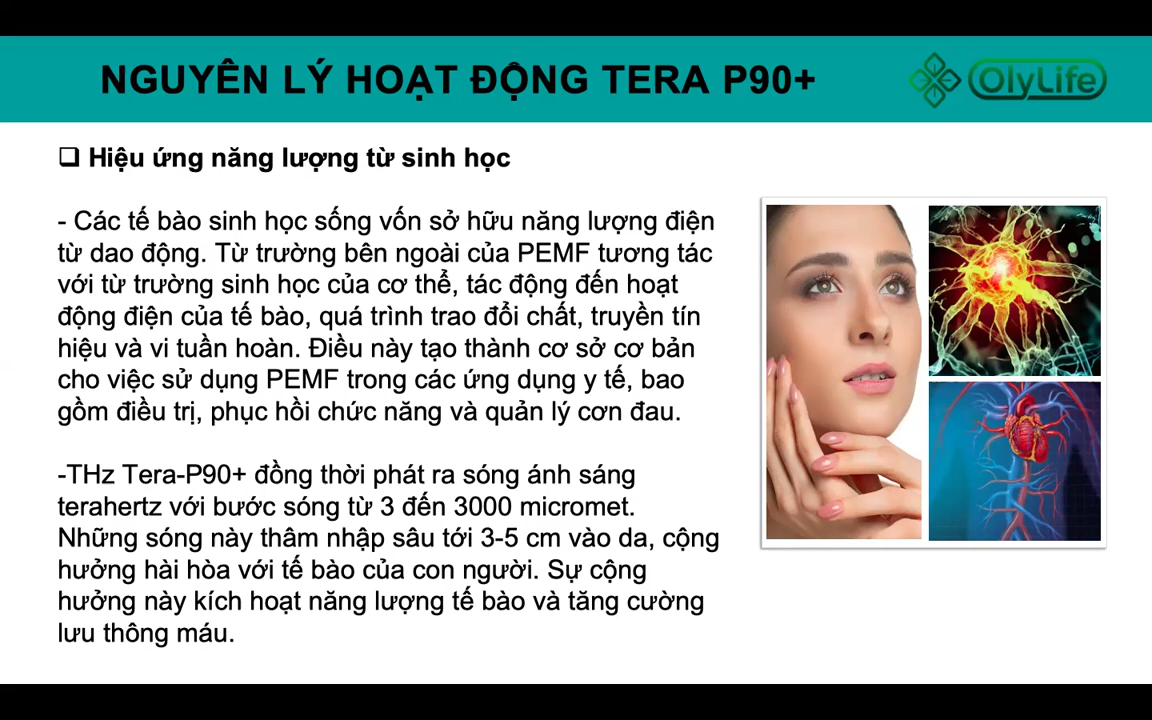 NGUYÊN LÝ HOẠT ĐỘNG TERA P90+
OlyLife
❑ Hiệu ứng năng lượng từ sinh học
- Các tế bào sinh học sống vốn sở hữu năng lượng điện
từ dao động. Từ trường bên ngoài của PEMF tương tác
với từ trường sinh học của cơ thể, tác động đến hoạt
động điện của tế bào, quá trình trao đổi chất, truyền tín
hiệu và vi tuần hoàn. Điều này tạo thành cơ sở cơ bản
cho việc sử dụng PEMF trong các ứng dụng y tế, bao
gồm điều trị, phục hồi chức năng và quản lý cơn đau.
-THz Tera-P90+ đồng thời phát ra sóng ánh sáng
terahertz với bước sóng từ 3 đến 3000 micromet.
Những sóng này thâm nhập sâu tới 3-5 cm vào da, cộng
hưởng hài hòa với tế bào của con người. Sự cộng
hưởng này kích hoạt năng lượng tế bào và tăng cường
lưu thông máu.